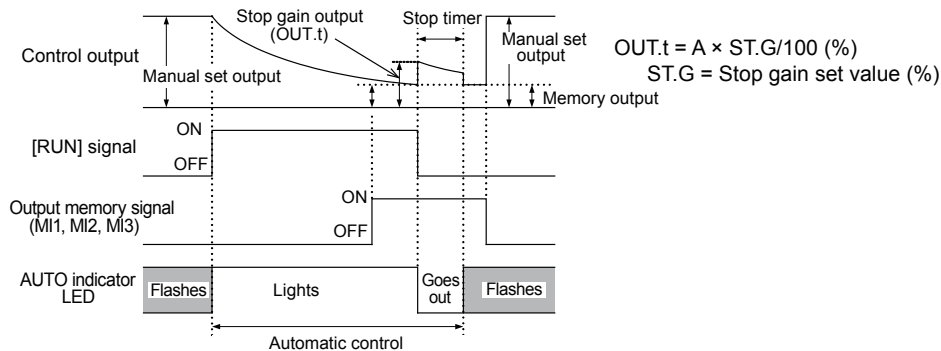 Stop gain output
(OUT.t)
Stop timer
Control output
Manual set output
Manual set
output
Memory output
OUT.t = A × ST.G/100 (%)
ST.G = Stop gain set value (%)
[RUN] signal
ON
OFF
Output memory signal
(MI1, MI2, MI3)
ON
OFF
AUTO indicator
LED
Flashes
Lights
Goes
out
Flashes
Automatic control